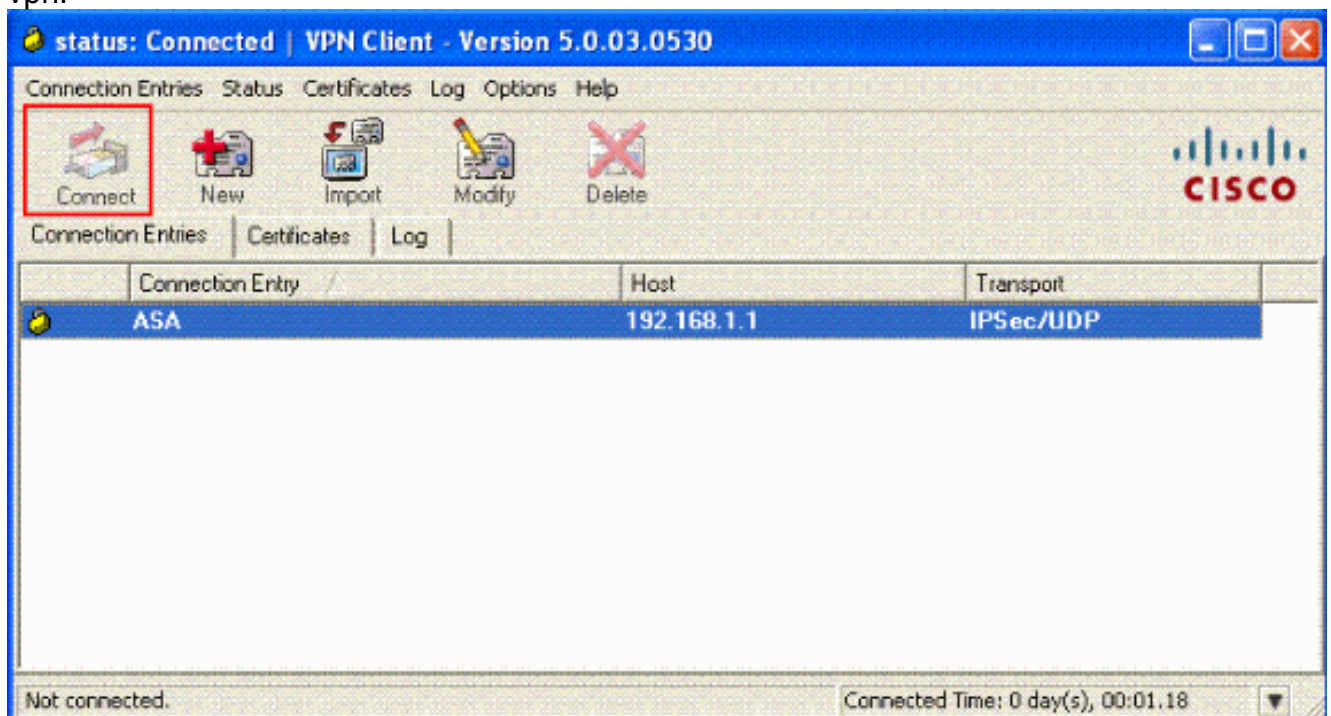 vpn.
status: Connected | VPN Client - Version 5.0.03.0530
Connection Entries Status Certificates Log Options Help
Connect New Import Modify Delete
CISCO
Connection Entries Certificates Log
Connection Entry Host Transport
ASA 192.168.1.1 IPSec/UDP
Not connected. Connected Time: 0 day(s), 00:01.18